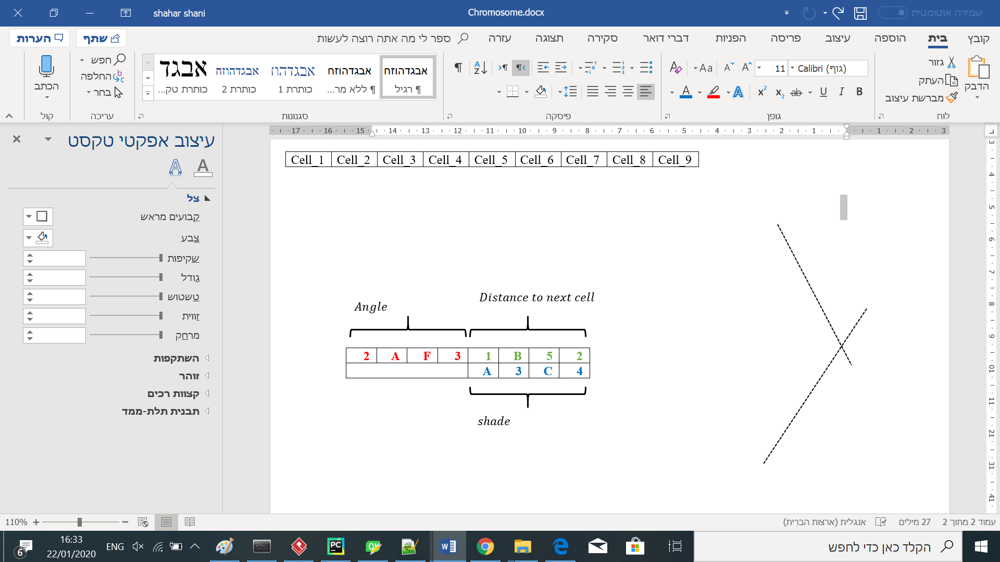 שמירה אוטומטית
Chromosome.docx
shahar shani
קובץ בית הוספה עיצוב פריסה הפניות דברי דואר סקירה תצוגה עזרה ספר לי מה אתה רוצה לעשות שתף הערות
הדבק
גזור
העתק
מברשת עיצוב
לוח
Calibri (גוף) 11
גופן
פיסקה
אבגדהוזח אבגדהוזח אבגדהוז אבגדהוזח אבגד
¶ רגיל ¶ ללא מר... כותרת 1 כותרת 2 כותרת טק...
סגנונות
חפש
החלפה
בחר
עריכה
הכתב
קול
17 16 15 14 13 12 11 10 9 8 7 6 5 4 3 2 1 1 2 3
עיצוב אפקטי טקסט
צל
קבועים מראש
צבע
שקיפות
גודל
טשטוש
זווית
מרחק
השתקפות
זוהר
קצוות רכים
תבנית תלת-ממד
Cell_1 Cell_2 Cell_3 Cell_4 Cell_5 Cell_6 Cell_7 Cell_8 Cell_9
Angle
Distance to next cell
2 A F 3 1 B 5 2
A 3 C 4
shade
עמוד 2 מתוך 2 27 מילים אנגלית (ארצות הברית)
110%
הקלד כאן כדי לחפש
ENG
16:33
22/01/2020
6